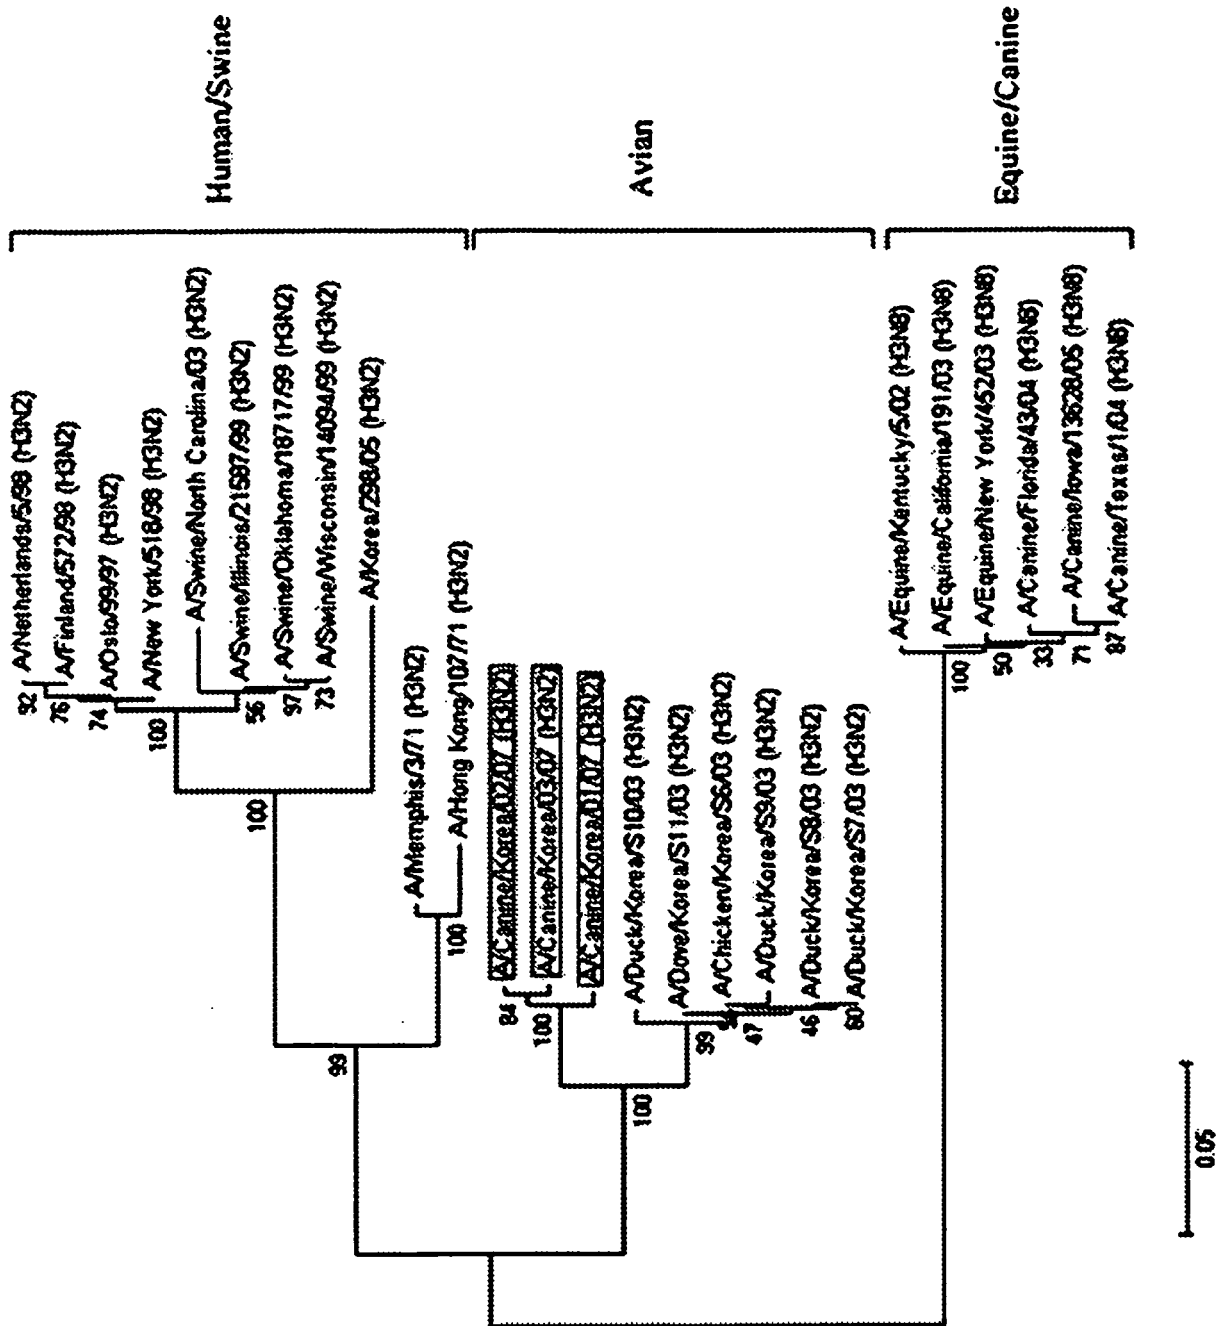 A/Netherlands/5/98 (H3N2)
92
A/Finland/572/98 (H3N2)
76
A/Oslo/99/97 (H3N2)
74
A/New York/518/98 (H3N2)
100
A/Swine/North Carolina/03 (H3N2)
A/Swine/Illinois/21587/99 (H3N2)
56
A/Swine/Oklahoma/18717/99 (H3N2)
97
A/Swine/Wisconsin/14094/99 (H3N2)
73
100
A/Korea/298/05 (H3N2)
99
A/Memphis/3/71 (H3N2)
A/Hong Kong/107/71 (H3N2)
100
Human/Swine
A/Canine/Korea/02/07 (H3N2)
84
A/Canine/Korea/03/07 (H3N2)
100
A/Canine/Korea/01/07 (H3N2)
A/Duck/Korea/S10/03 (H3N2)
100
A/Dove/Korea/S11/03 (H3N2)
99
A/Chicken/Korea/S6/03 (H3N2)
A/Duck/Korea/S9/03 (H3N2)
47
A/Duck/Korea/S8/03 (H3N2)
46
A/Duck/Korea/S7/03 (H3N2)
60
Avian
A/Equine/Kentucky/5/02 (H3N8)
A/Equine/California/191/03 (H3N8)
100
A/Equine/New York/452/03 (H3N8)
50
A/Canine/Florida/43/04 (H3N8)
33
A/Canine/Iowa/13628/05 (H3N8)
71
A/Canine/Texas/1/04 (H3N8)
87
Equine/Canine
0.05